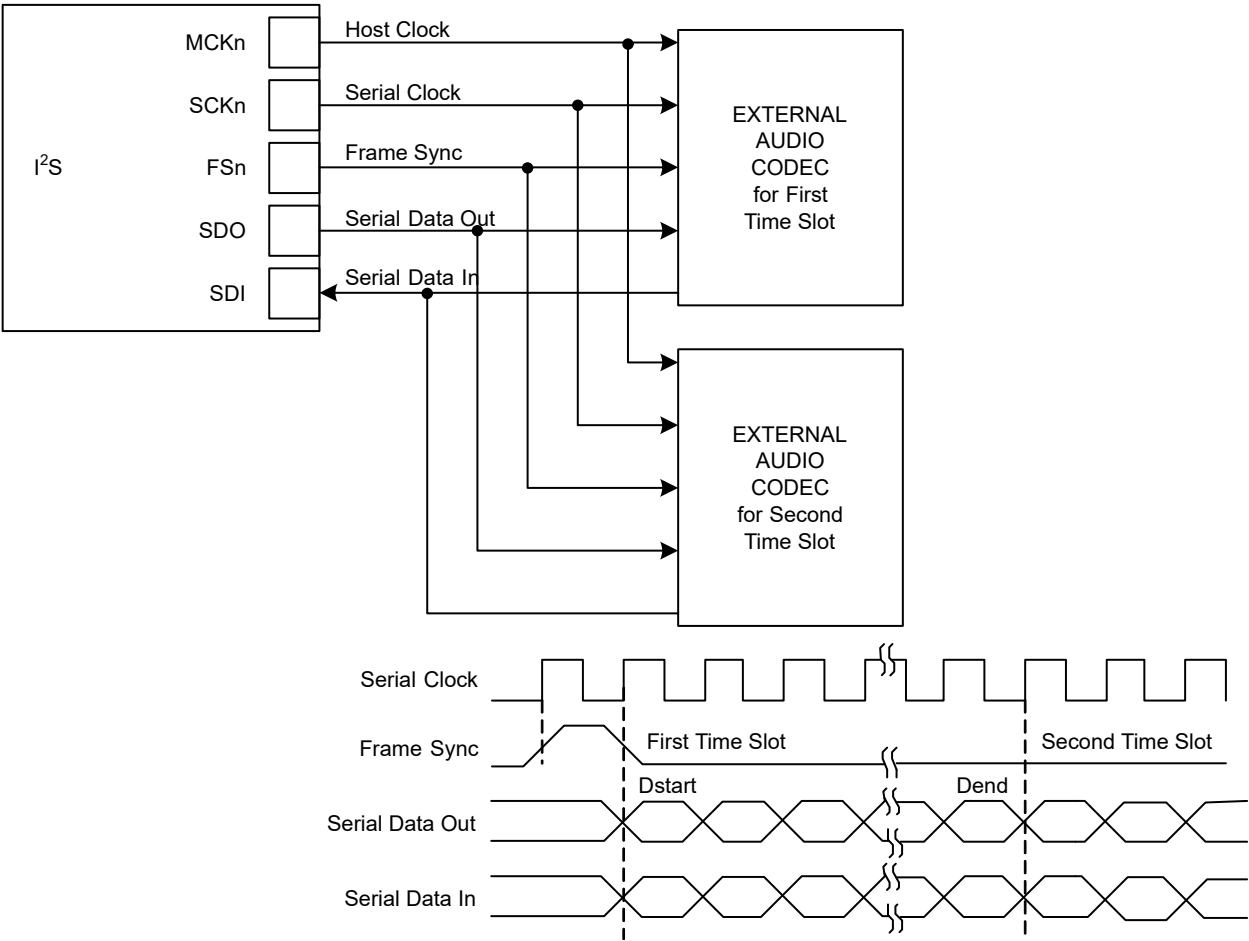 MCKn
Host Clock
SCKn
Serial Clock
I²S
FSn
Frame Sync
SDO
Serial Data Out
SDI
Serial Data In
EXTERNAL
AUDIO
CODEC
for First
Time Slot
EXTERNAL
AUDIO
CODEC
for Second
Time Slot
Serial Clock
Frame Sync
First Time Slot
Second Time Slot
Dstart
Dend
Serial Data Out
Serial Data In